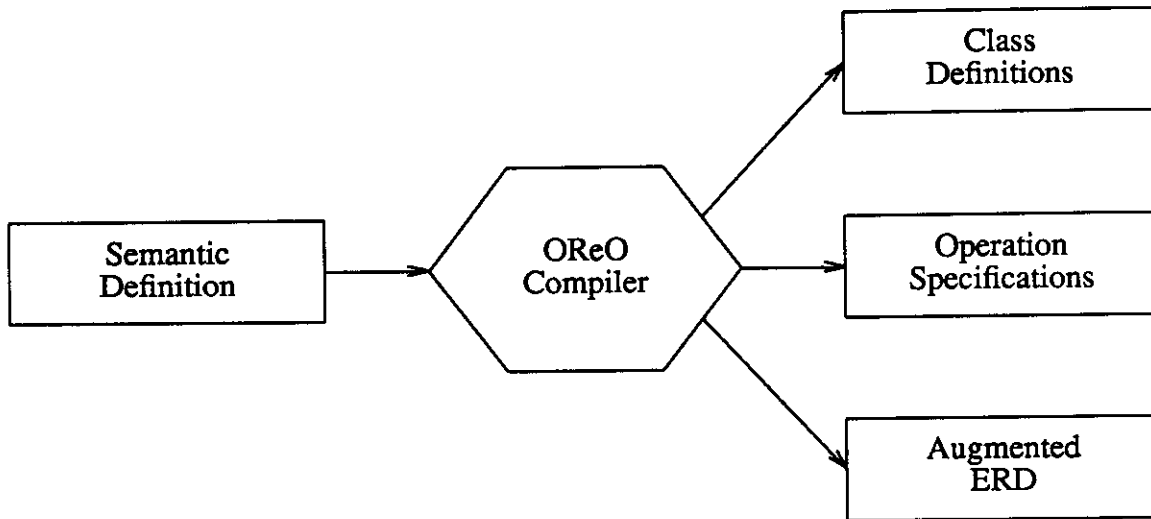 Semantic
Definition
OReO
Compiler
Class
Definitions
Operation
Specifications
Augmented
ERD